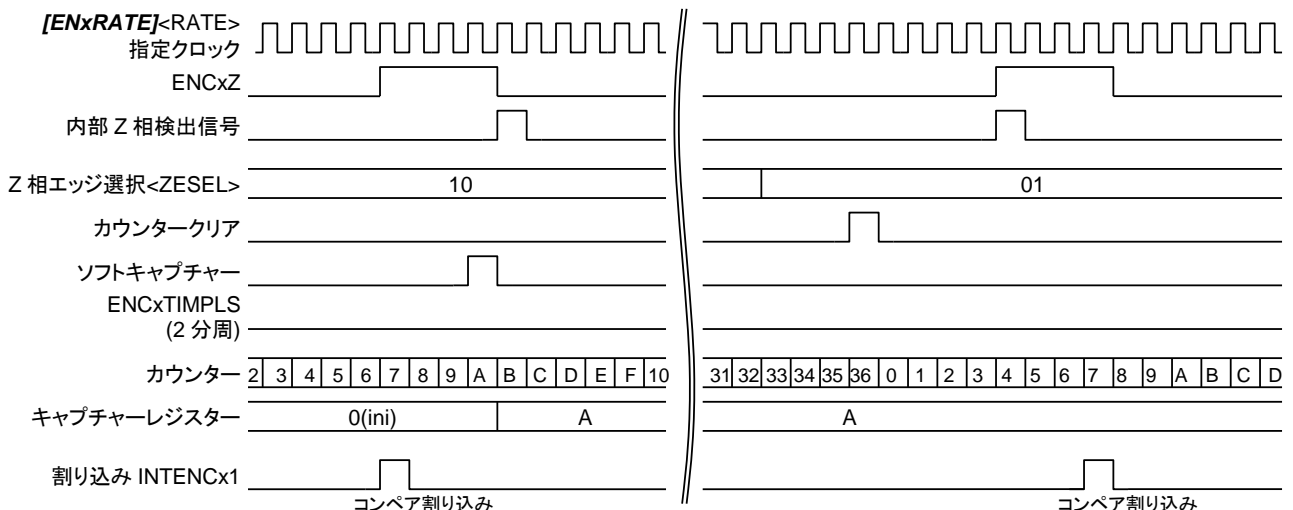 [ENxRATE]<RATE>
指定クロック
ENCxZ
内部 Z 相検出信号
Z 相エッジ選択<ZESEL> 10 01
カウンタークリア
ソフトキャプチャー
ENCxTIMPLS
(2 分周)
カウンター 2 3 4 5 6 7 8 9 A B C D E F 10 31 32 33 34 35 36 0 1 2 3 4 5 6 7 8 9 A B C D
キャプチャーレジスター 0(ini) A A
割り込み INTENCx1
コンペア割り込み コンペア割り込み